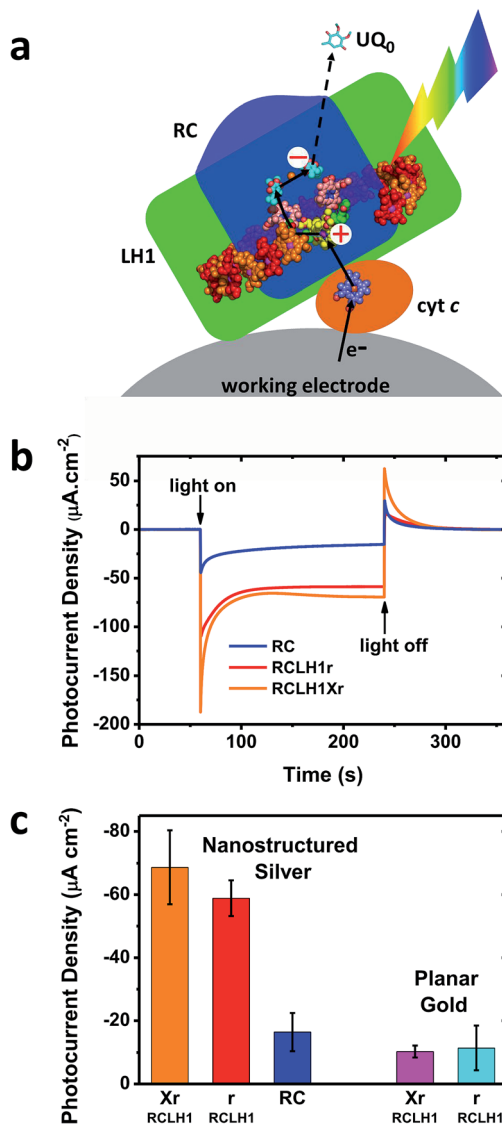 a
UQ₀
RC
LH1
cyt c
e-
working electrode
b
Photocurrent Density (µA.cm⁻²)
50
0
-50
-100
-150
-200
light on
light off
RC
RCLH1r
RCLH1Xr
0
100
200
300
Time (s)
c
Photocurrent Density (µA cm⁻²)
-80
-60
-40
-20
0
Nanostructured
Silver
Planar
Gold
Xr r RC Xr r
RCLH1 RCLH1 RCLH1 RCLH1